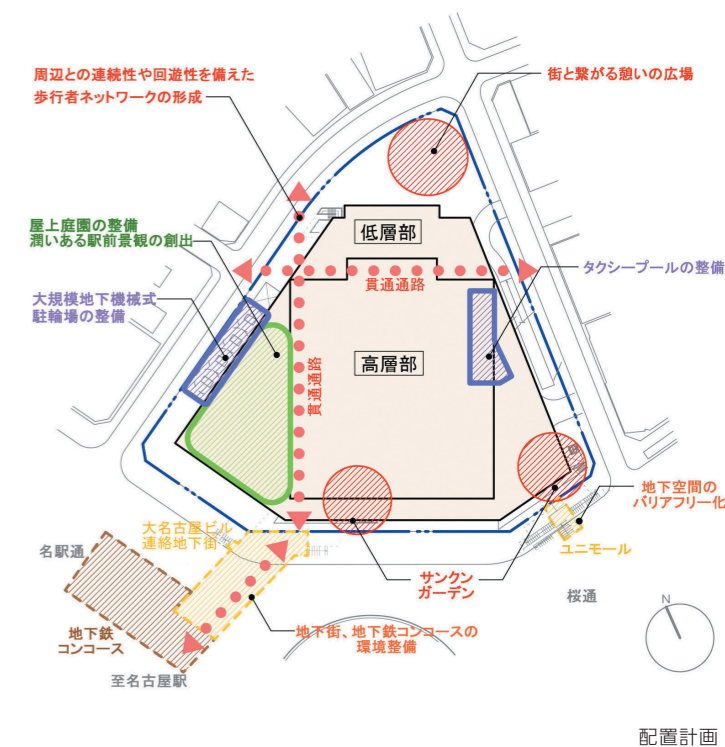 周辺との連続性や回遊性を備えた
歩行者ネットワークの形成
街と繋がる憩いの広場
屋上庭園の整備
潤いある駅前景観の創出
低層部
貫通通路
タクシープールの整備
大規模地下機械式
駐輪場の整備
高層部
貫通通路
地下空間の
バリアフリー化
大名古屋ビル
連絡地下街
名駅通
ユニモール
サンクン
ガーデン
桜通
N
地下鉄
コンコース
地下街、地下鉄コンコースの
環境整備
至名古屋駅
配置計画